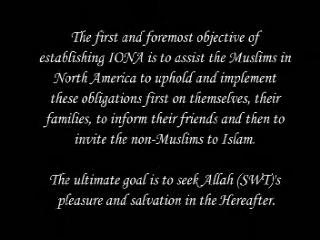 The first and foremost objective of
establishing IONA is to assist the Muslims in
North America to uphold and implement
these obligations first on themselves, their
families, to inform their friends and then to
invite the non-Muslims to Islam.
The ultimate goal is to seek Allah (SWT)'s
pleasure and salvation in the Hereafter.